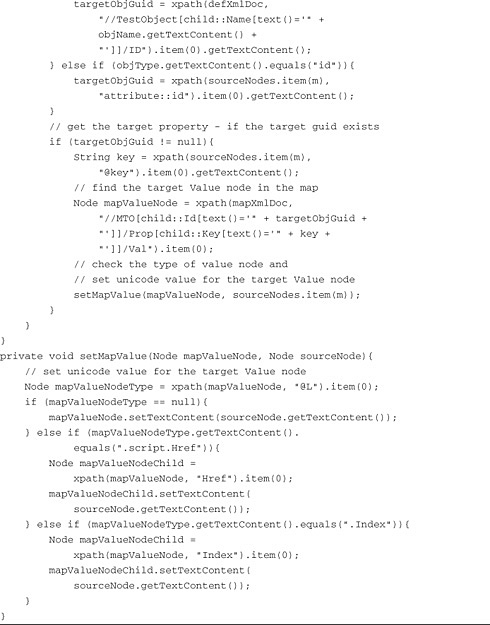 targetObjGuid = xpath(defXmlDoc,
                "//TestObject[child::Name[text()='" +
                objName.getTextContent() +
                "']]/ID").item(0).getTextContent();
        } else if (objType.getTextContent().equals("id")){
            targetObjGuid = xpath(sourceNodes.item(m),
                "attribute::id").item(0).getTextContent();
        }
        // get the target property - if the target guid exists
        if (targetObjGuid != null){
            String key = xpath(sourceNodes.item(m),
                "@key").item(0).getTextContent();
            // find the target Value node in the map
            Node mapValueNode = xpath(mapXmlDoc,
                "//MTO[child::Id[text()='" + targetObjGuid +
                "']]/Prop[child::Key[text()='" + key +
                "']]/Val").item(0);
            // check the type of value node and
            // set unicode value for the target Value node
            setMapValue(mapValueNode, sourceNodes.item(m));
        }
    }
}
private void setMapValue(Node mapValueNode, Node sourceNode){
    // set unicode value for the target Value node
    Node mapValueNodeType = xpath(mapValueNode, "@L").item(0);
    if (mapValueNodeType == null){
        mapValueNode.setTextContent(sourceNode.getTextContent());
    } else if (mapValueNodeType.getTextContent().
            equals(".script.Href")){
        Node mapValueNodeChild =
            xpath(mapValueNode, "Href").item(0);
        mapValueNodeChild.setTextContent(
            sourceNode.getTextContent());
    } else if (mapValueNodeType.getTextContent().equals(".Index")){
        Node mapValueNodeChild =
            xpath(mapValueNode, "Index").item(0);
        mapValueNodeChild.setTextContent(
            sourceNode.getTextContent());
    }
}